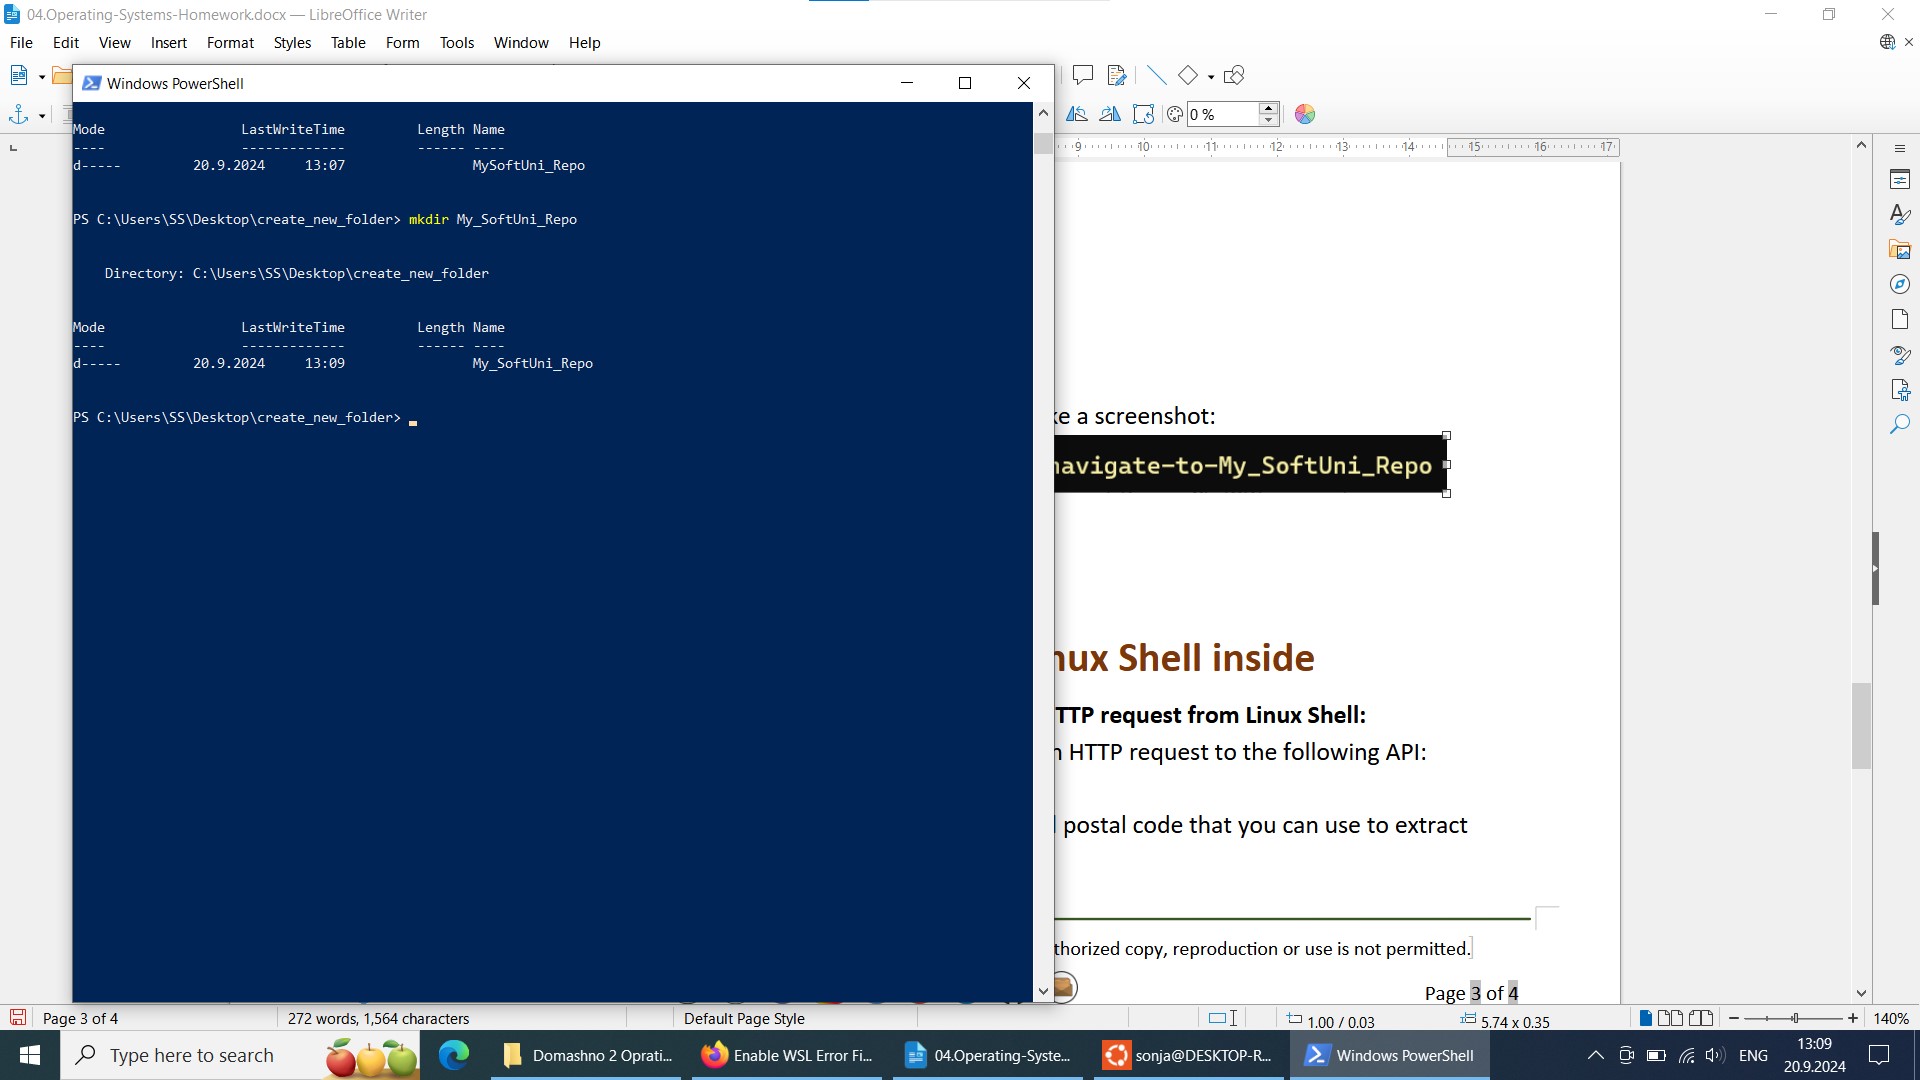 04.Operating-Systems-Homework.docx — LibreOffice Writer
File Edit View Insert Format Styles Table Form Tools Window Help
Windows PowerShell
0 %
9 10 11 12 13 14 15 16 17
Mode LastWriteTime Length Name
---- ------------- ------ ----
d----- 20.9.2024 13:07 MySoftUni_Repo
PS C:\Users\SS\Desktop\create_new_folder> mkdir My_SoftUni_Repo
Directory: C:\Users\SS\Desktop\create_new_folder
Mode LastWriteTime Length Name
---- ------------- ------ ----
d----- 20.9.2024 13:09 My_SoftUni_Repo
PS C:\Users\SS\Desktop\create_new_folder>
ke a screenshot:
navigate-to-My_SoftUni_Repo
nux Shell inside
TTP request from Linux Shell:
n HTTP request to the following API:
postal code that you can use to extract
thorized copy, reproduction or use is not permitted.
Page 3 of 4
Page 3 of 4 272 words, 1,564 characters Default Page Style 1.00 / 0.03 5.74 x 0.35 140%
Type here to search Domashno 2 Oprati... Enable WSL Error Fi... 04.Operating-Syste... sonja@DESKTOP-R... Windows PowerShell ENG 13:09
20.9.2024